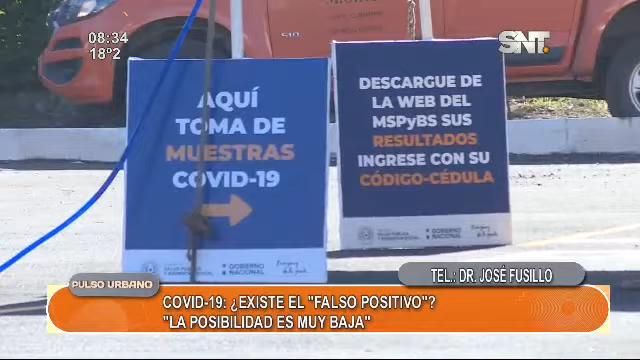 08:34
18°2
SNT
S10
AQUÍ
TOMA DE
MUESTRAS
COVID-19
GOBIERNO
NACIONAL
DESCARGUE DE
LA WEB DEL
MSPyBS SUS
RESULTADOS
INGRESE CON SU
CÓDIGO-CÉDULA
GOBIERNO
NACIONAL
TEL.: DR. JOSÉ FUSILLO
PULSO URBANO
COVID-19: ¿EXISTE EL "FALSO POSITIVO"?
"LA POSIBILIDAD ES MUY BAJA"